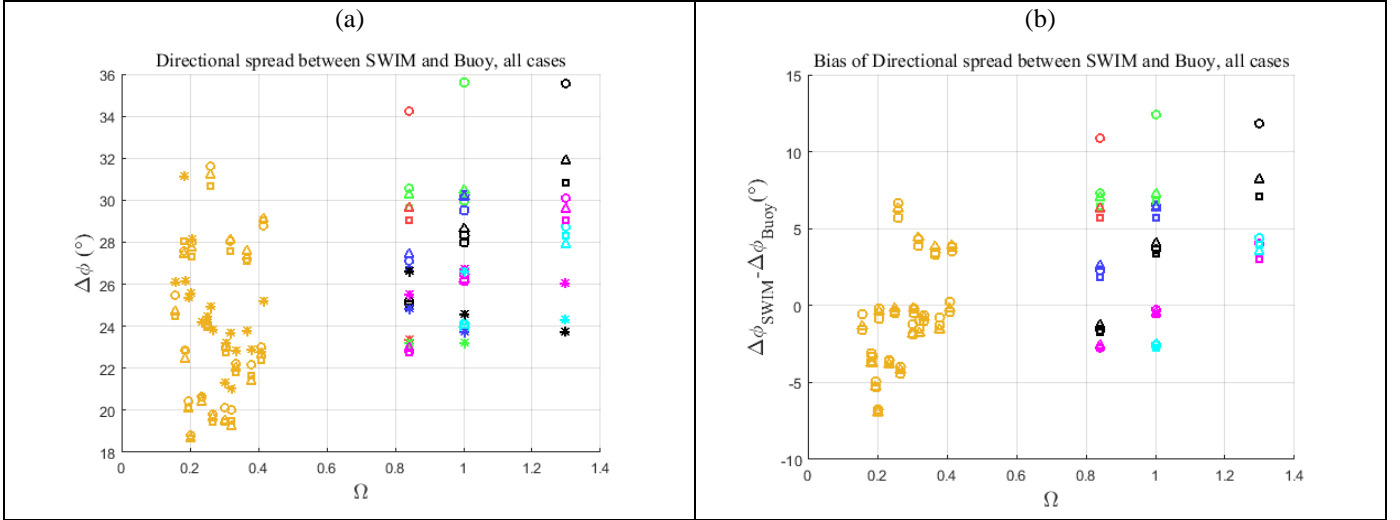 (a)
Directional spread between SWIM and Buoy, all cases
36
34
32
30
28
26
24
22
20
18
Δϕ (°)
0 0.2 0.4 0.6 0.8 1 1.2 1.4
Ω
(b)
Bias of Directional spread between SWIM and Buoy, all cases
15
10
5
0
-5
-10
Δϕ_SWIM-Δϕ_Buoy(°)
0 0.2 0.4 0.6 0.8 1 1.2 1.4
Ω